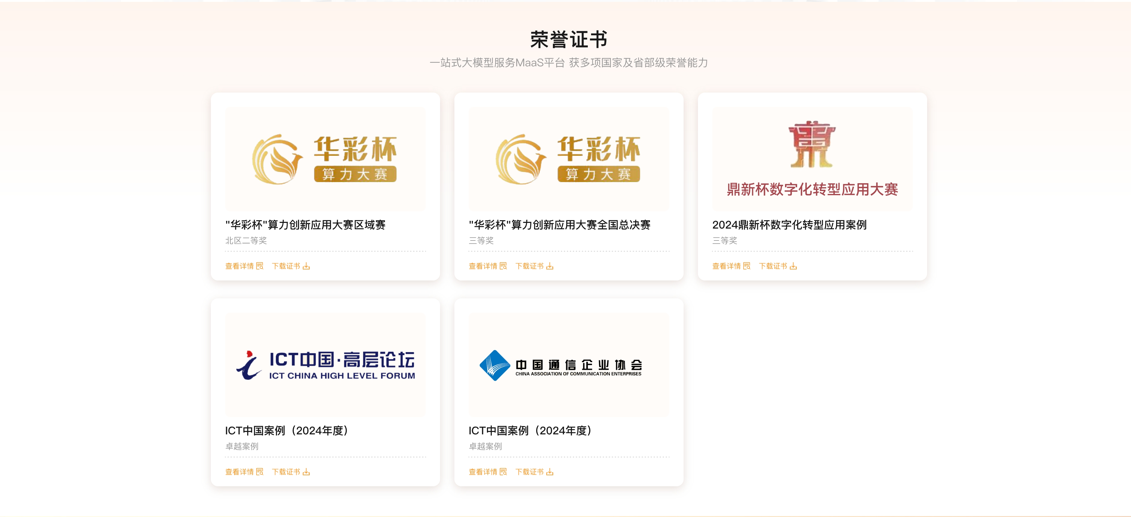 荣誉证书
一站式大模型服务MaaS平台 获多项国家及省部级荣誉能力
华彩杯
算力大赛
"华彩杯"算力创新应用大赛区域赛
北区二等奖
查看详情 下载证书
华彩杯
算力大赛
"华彩杯"算力创新应用大赛全国总决赛
三等奖
查看详情 下载证书
鼎新杯数字化转型应用大赛
2024鼎新杯数字化转型应用案例
三等奖
查看详情 下载证书
ICT中国·高层论坛
ICT CHINA HIGH LEVEL FORUM
ICT中国案例（2024年度）
卓越案例
查看详情 下载证书
中国通信企业协会
CHINA ASSOCIATION OF COMMUNICATION ENTERPRISES
ICT中国案例（2024年度）
卓越案例
查看详情 下载证书